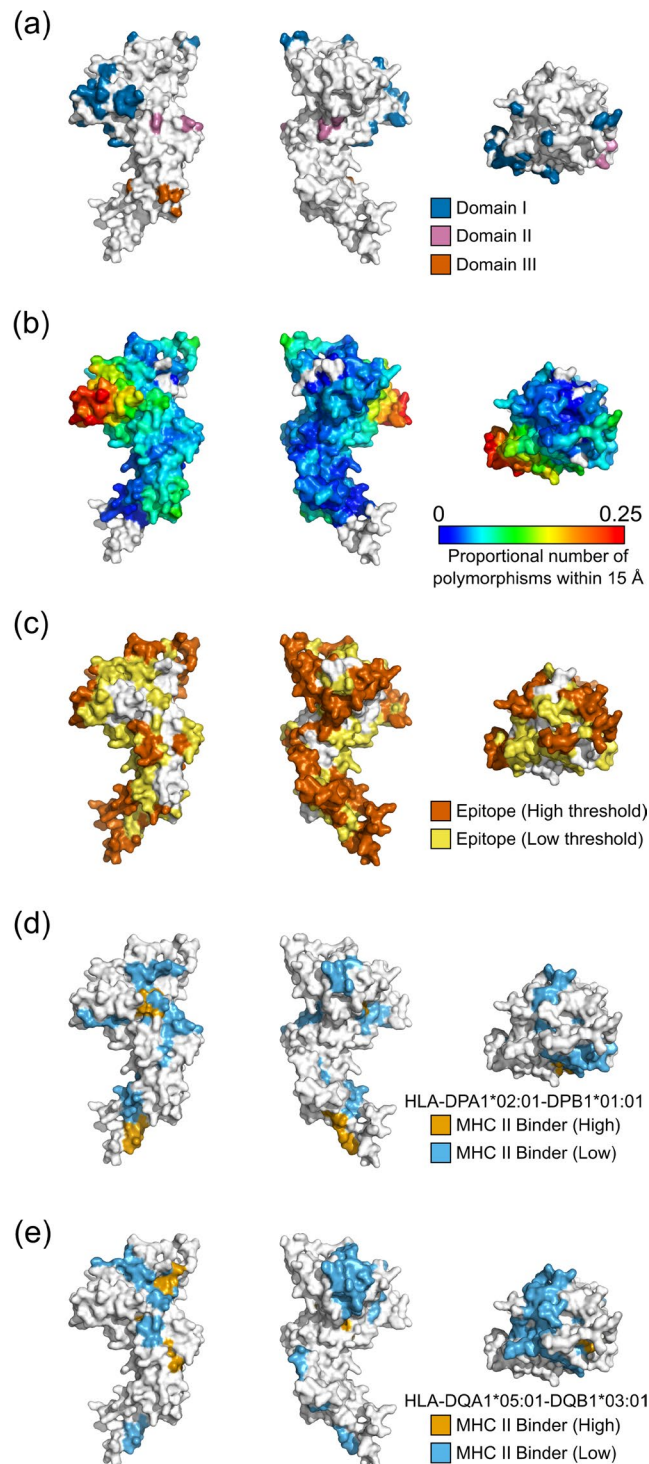 (a)
Domain I
Domain II
Domain III
(b)
0 0.25
Proportional number of
polymorphisms within 15 Å
(c)
Epitope (High threshold)
Epitope (Low threshold)
(d)
HLA-DPA1*02:01-DPB1*01:01
MHC II Binder (High)
MHC II Binder (Low)
(e)
HLA-DQA1*05:01-DQB1*03:01
MHC II Binder (High)
MHC II Binder (Low)